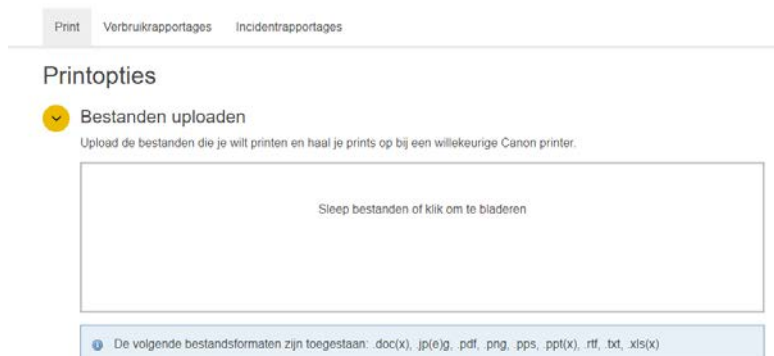 Print Verbruikrapportages Incidentrapportages
Printopties
Bestanden uploaden
Upload de bestanden die je wilt printen en haal je prints op bij een willekeurige Canon printer.
Sleep bestanden of klik om te bladeren
De volgende bestandsformaten zijn toegestaan: .doc(x), .jp(e)g, .pdf, .png, .pps, .ppt(x), .rtf, .txt, .xls(x)